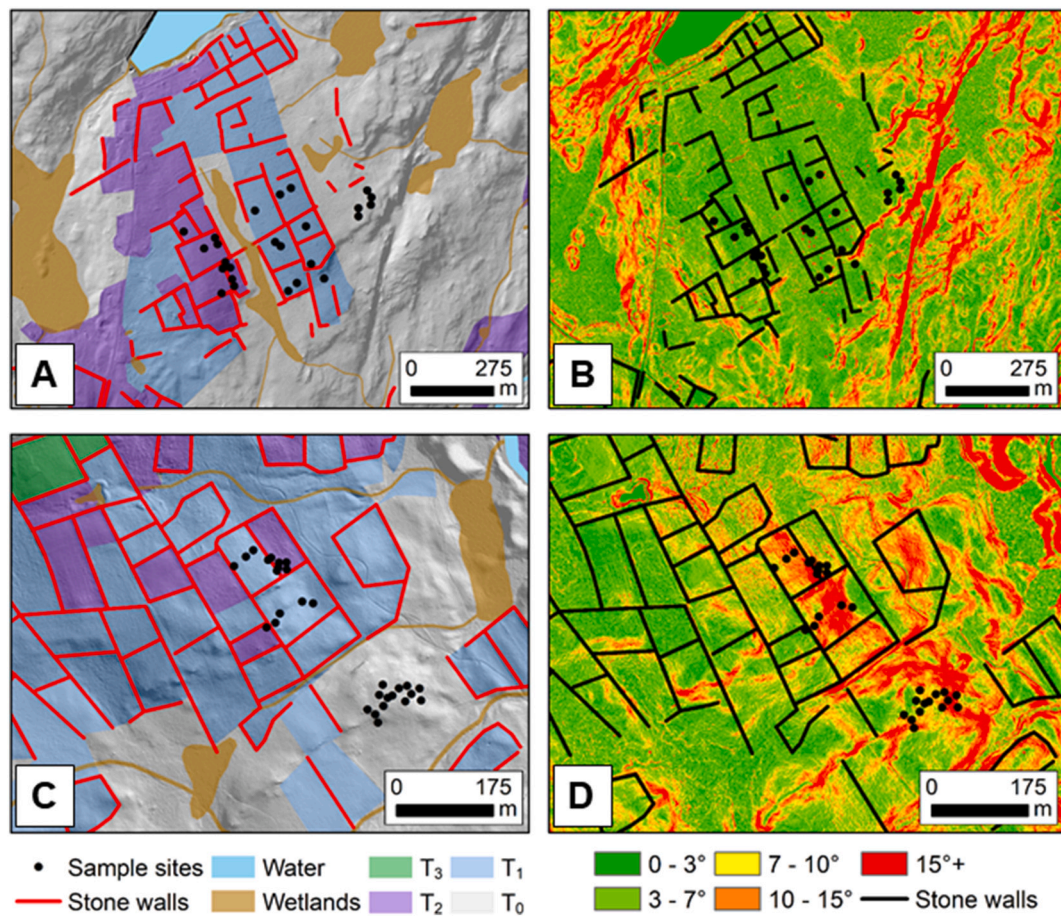 A
0 275
m
B
0 275
m
C
0 175
m
D
0 175
m
Sample sites Water T3 T1
Stone walls Wetlands T2 T0
0 - 3° 7 - 10° 15°+
3 - 7° 10 - 15° Stone walls